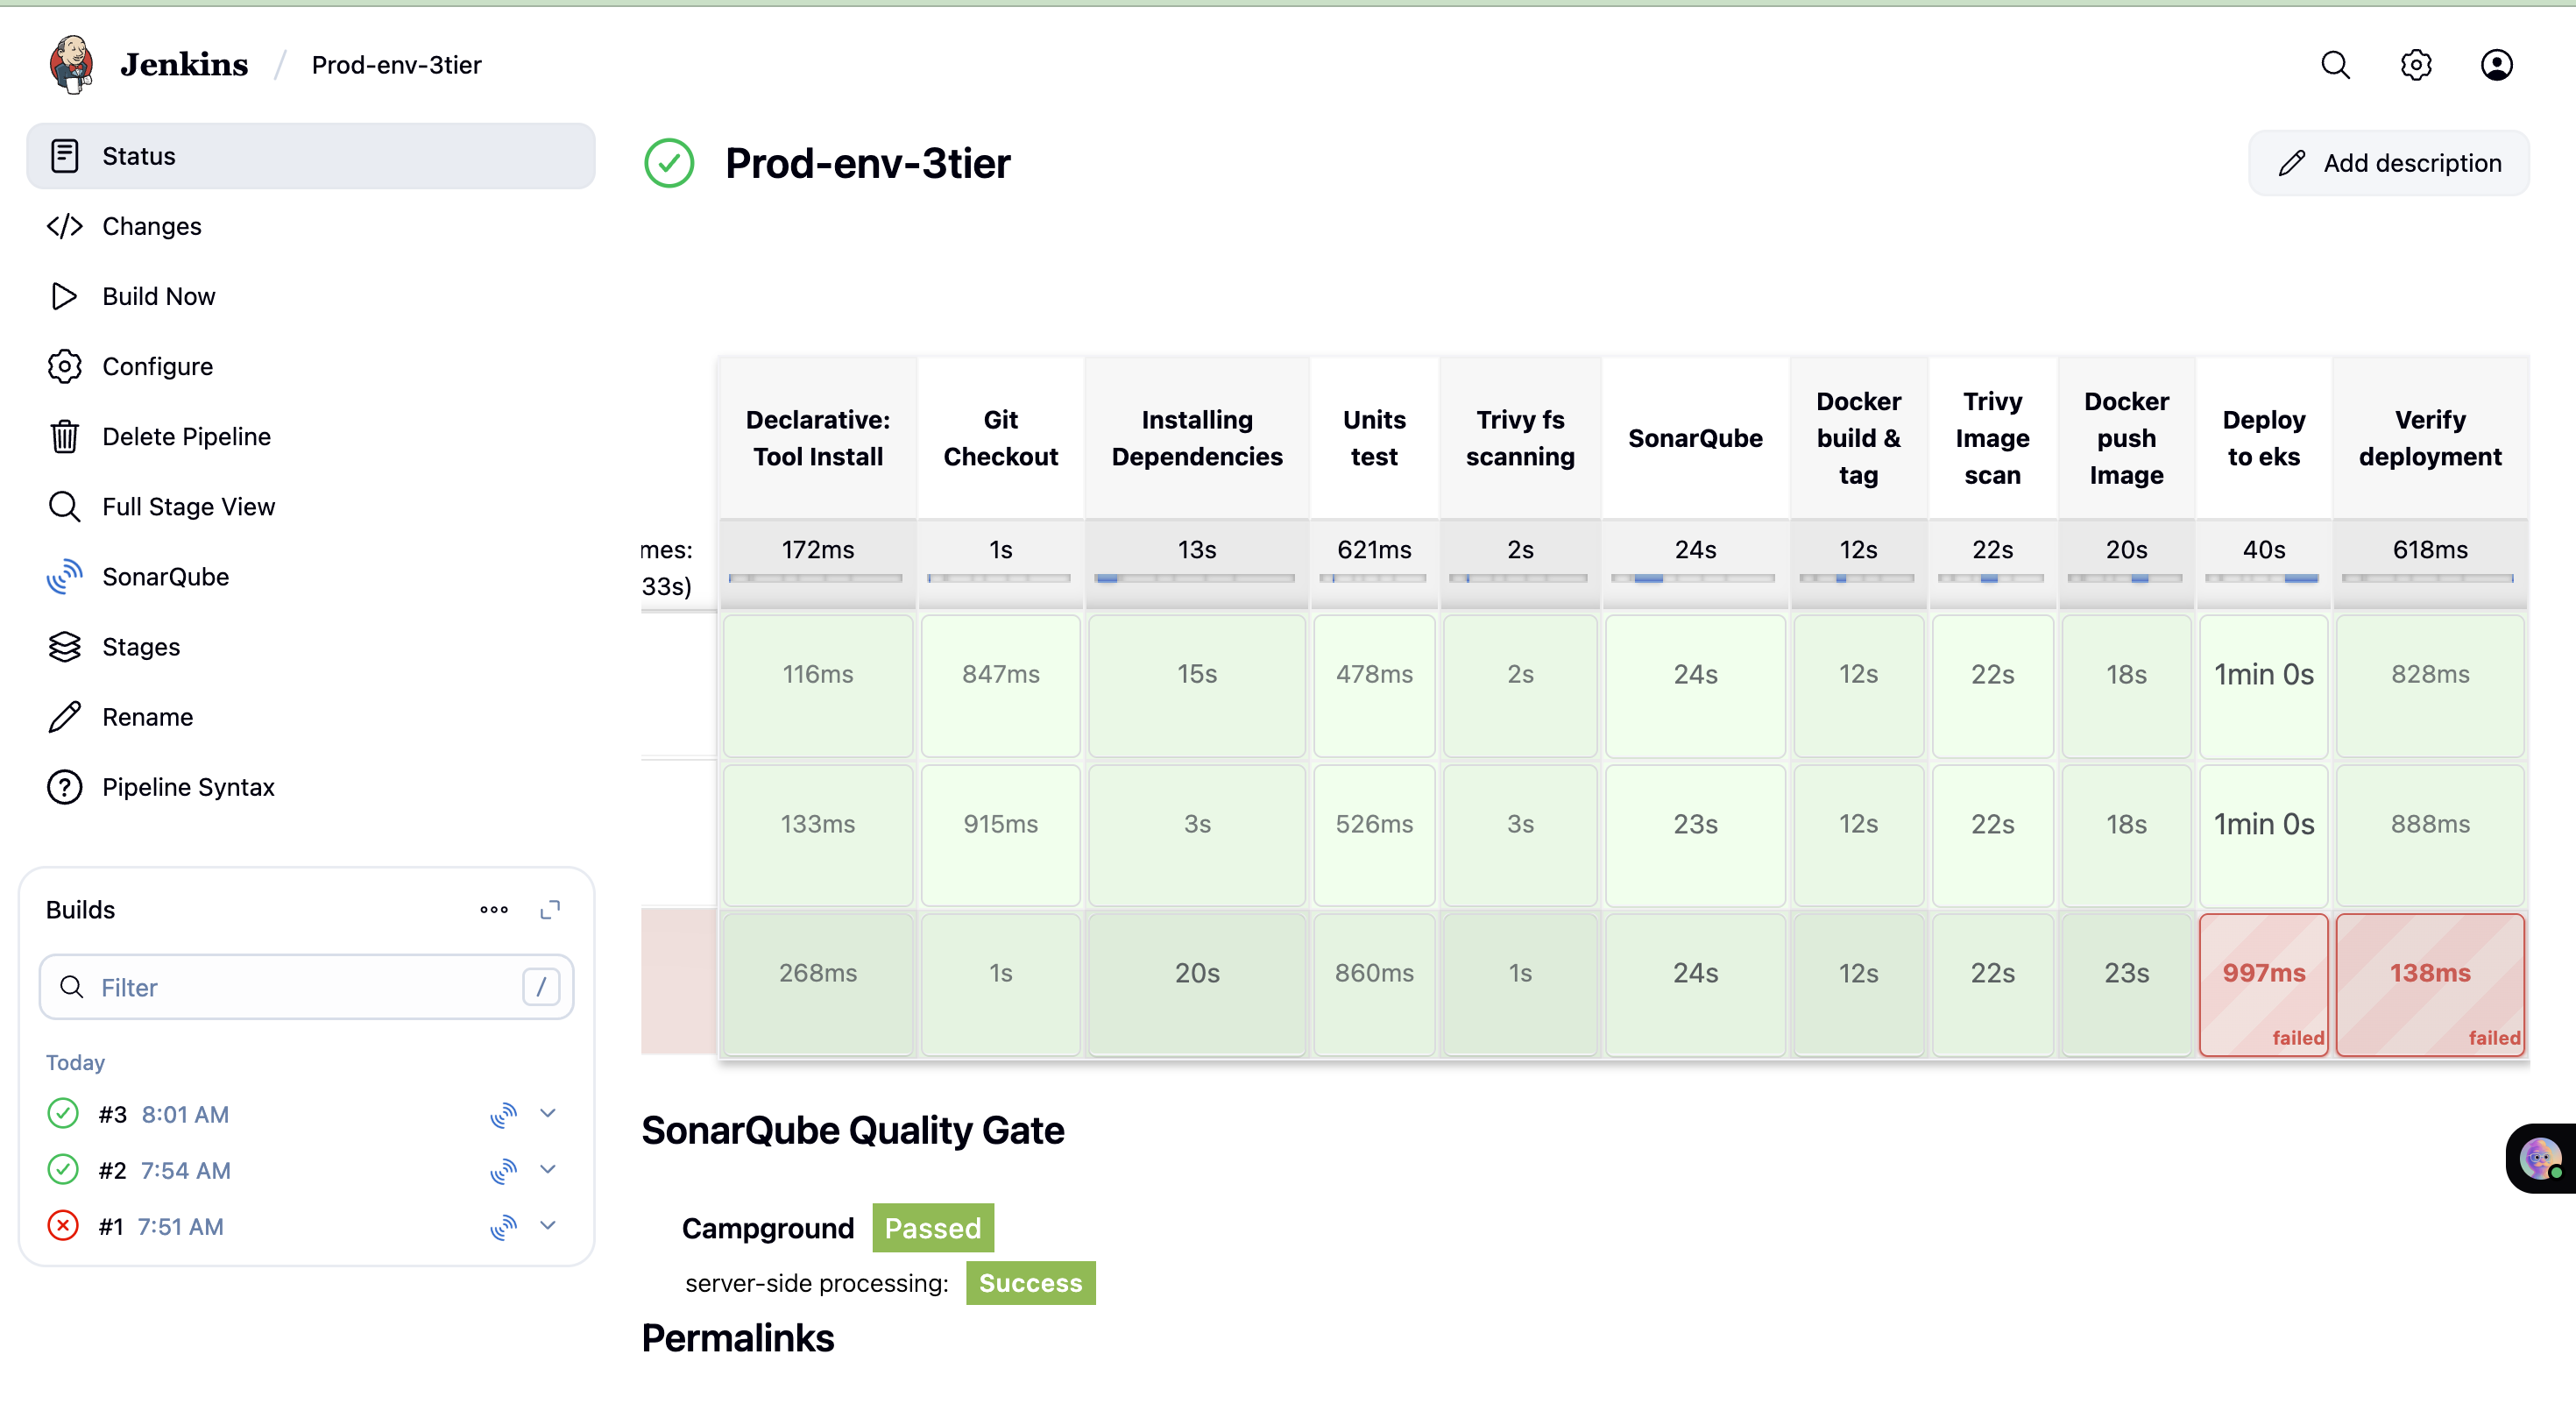 Jenkins / Prod-env-3tier
Status
Changes
Build Now
Configure
Delete Pipeline
Full Stage View
SonarQube
Stages
Rename
Pipeline Syntax
Builds
Filter /
Today
#3 8:01 AM
#2 7:54 AM
#1 7:51 AM
Prod-env-3tier
Add description
Declarative:
Tool Install
Git
Checkout
Installing
Dependencies
Units
test
Trivy fs
scanning
SonarQube
Docker
build &
tag
Trivy
Image
scan
Docker
push
Image
Deploy
to eks
Verify
deployment
mes:
33s)
172ms 1s 13s 621ms 2s 24s 12s 22s 20s 40s 618ms
116ms 847ms 15s 478ms 2s 24s 12s 22s 18s 1min 0s 828ms
133ms 915ms 3s 526ms 3s 23s 12s 22s 18s 1min 0s 888ms
268ms 1s 20s 860ms 1s 24s 12s 22s 23s 997ms 138ms
failed failed
SonarQube Quality Gate
Campground Passed
server-side processing: Success
Permalinks